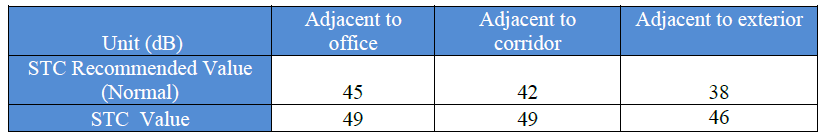 Unit (dB)
Adjacent to
office
Adjacent to
corridor
Adjacent to exterior
STC Recommended Value
(Normal)
45
42
38
STC Value
49
49
46